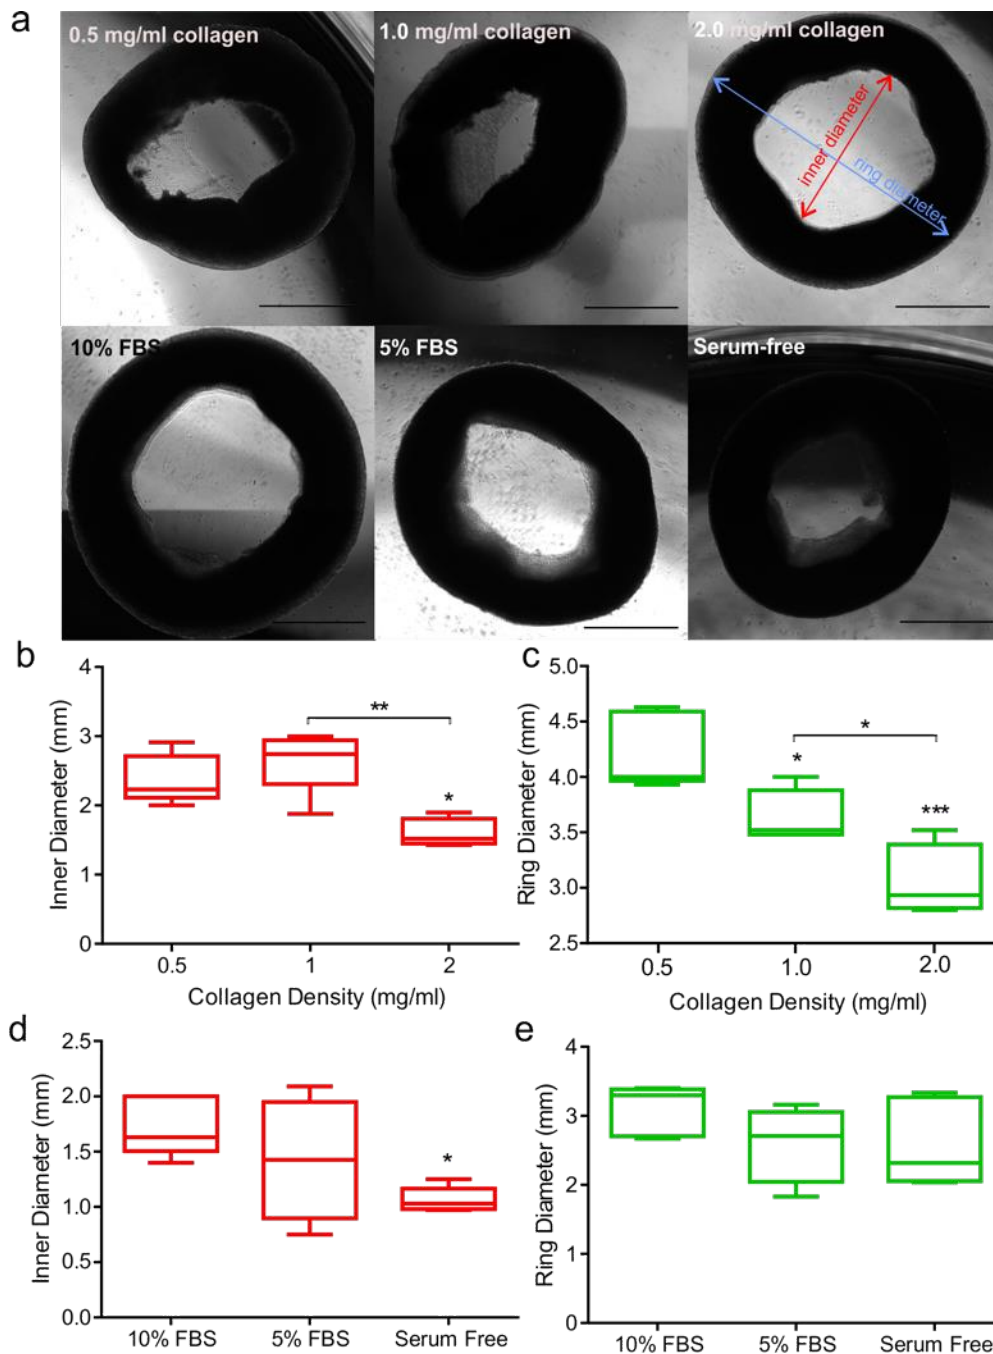 a
0.5 mg/ml collagen
1.0 mg/ml collagen
2.0 mg/ml collagen
inner diameter
ring diameter
10% FBS
5% FBS
Serum-free
b
Inner Diameter (mm)
4
3
2
1
0
**
*
0.5
1
2
Collagen Density (mg/ml)
c
Ring Diameter (mm)
5.0
4.5
4.0
3.5
3.0
2.5
*
*
***
0.5
1.0
2.0
Collagen Density (mg/ml)
d
Inner Diameter (mm)
2.5
2.0
1.5
1.0
0.5
0.0
*
10% FBS
5% FBS
Serum Free
e
Ring Diameter (mm)
4
3
2
1
0
10% FBS
5% FBS
Serum Free